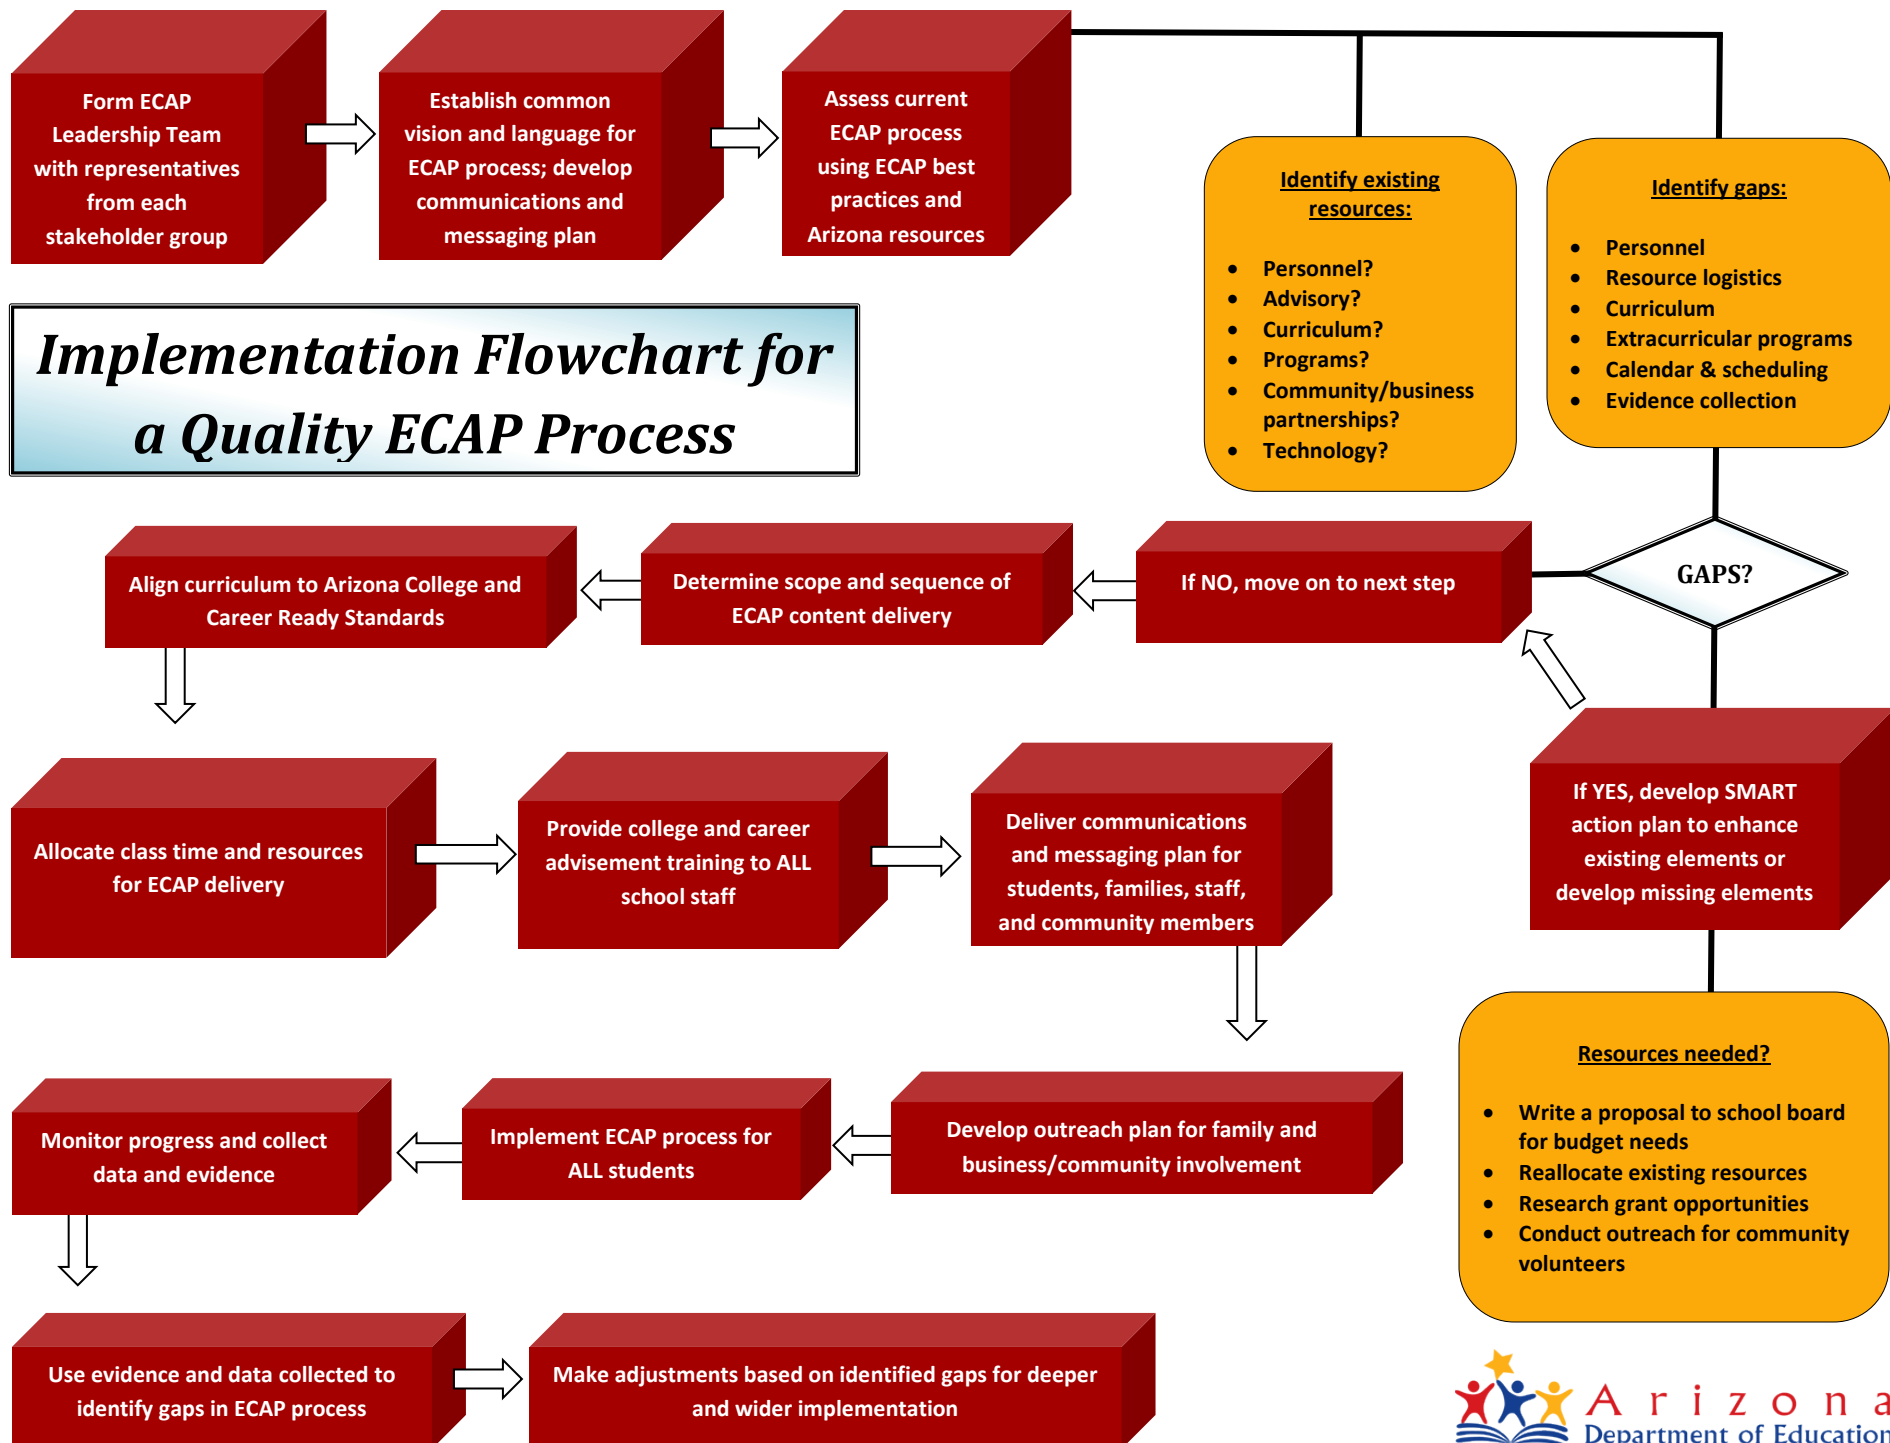 Form ECAP
Leadership Team
with representatives
from each
stakeholder group
Establish common
vision and language for
ECAP process; develop
communications and
messaging plan
Assess current
ECAP process
using ECAP best
practices and
Arizona resources
Identify existing
resources:
• Personnel?
• Advisory?
• Curriculum?
• Programs?
• Community/business
partnerships?
• Technology?
Identify gaps:
• Personnel
• Resource logistics
• Curriculum
• Extracurricular programs
• Calendar & scheduling
• Evidence collection
Implementation Flowchart for
a Quality ECAP Process
GAPS?
If NO, move on to next step
Determine scope and sequence of
ECAP content delivery
Align curriculum to Arizona College and
Career Ready Standards
If YES, develop SMART
action plan to enhance
existing elements or
develop missing elements
Allocate class time and resources
for ECAP delivery
Provide college and career
advisement training to ALL
school staff
Deliver communications
and messaging plan for
students, families, staff,
and community members
Resources needed?
• Write a proposal to school board
for budget needs
• Reallocate existing resources
• Research grant opportunities
• Conduct outreach for community
volunteers
Develop outreach plan for family and
business/community involvement
Implement ECAP process for
ALL students
Monitor progress and collect
data and evidence
Use evidence and data collected to
identify gaps in ECAP process
Make adjustments based on identified gaps for deeper
and wider implementation
Arizona
Department of Education